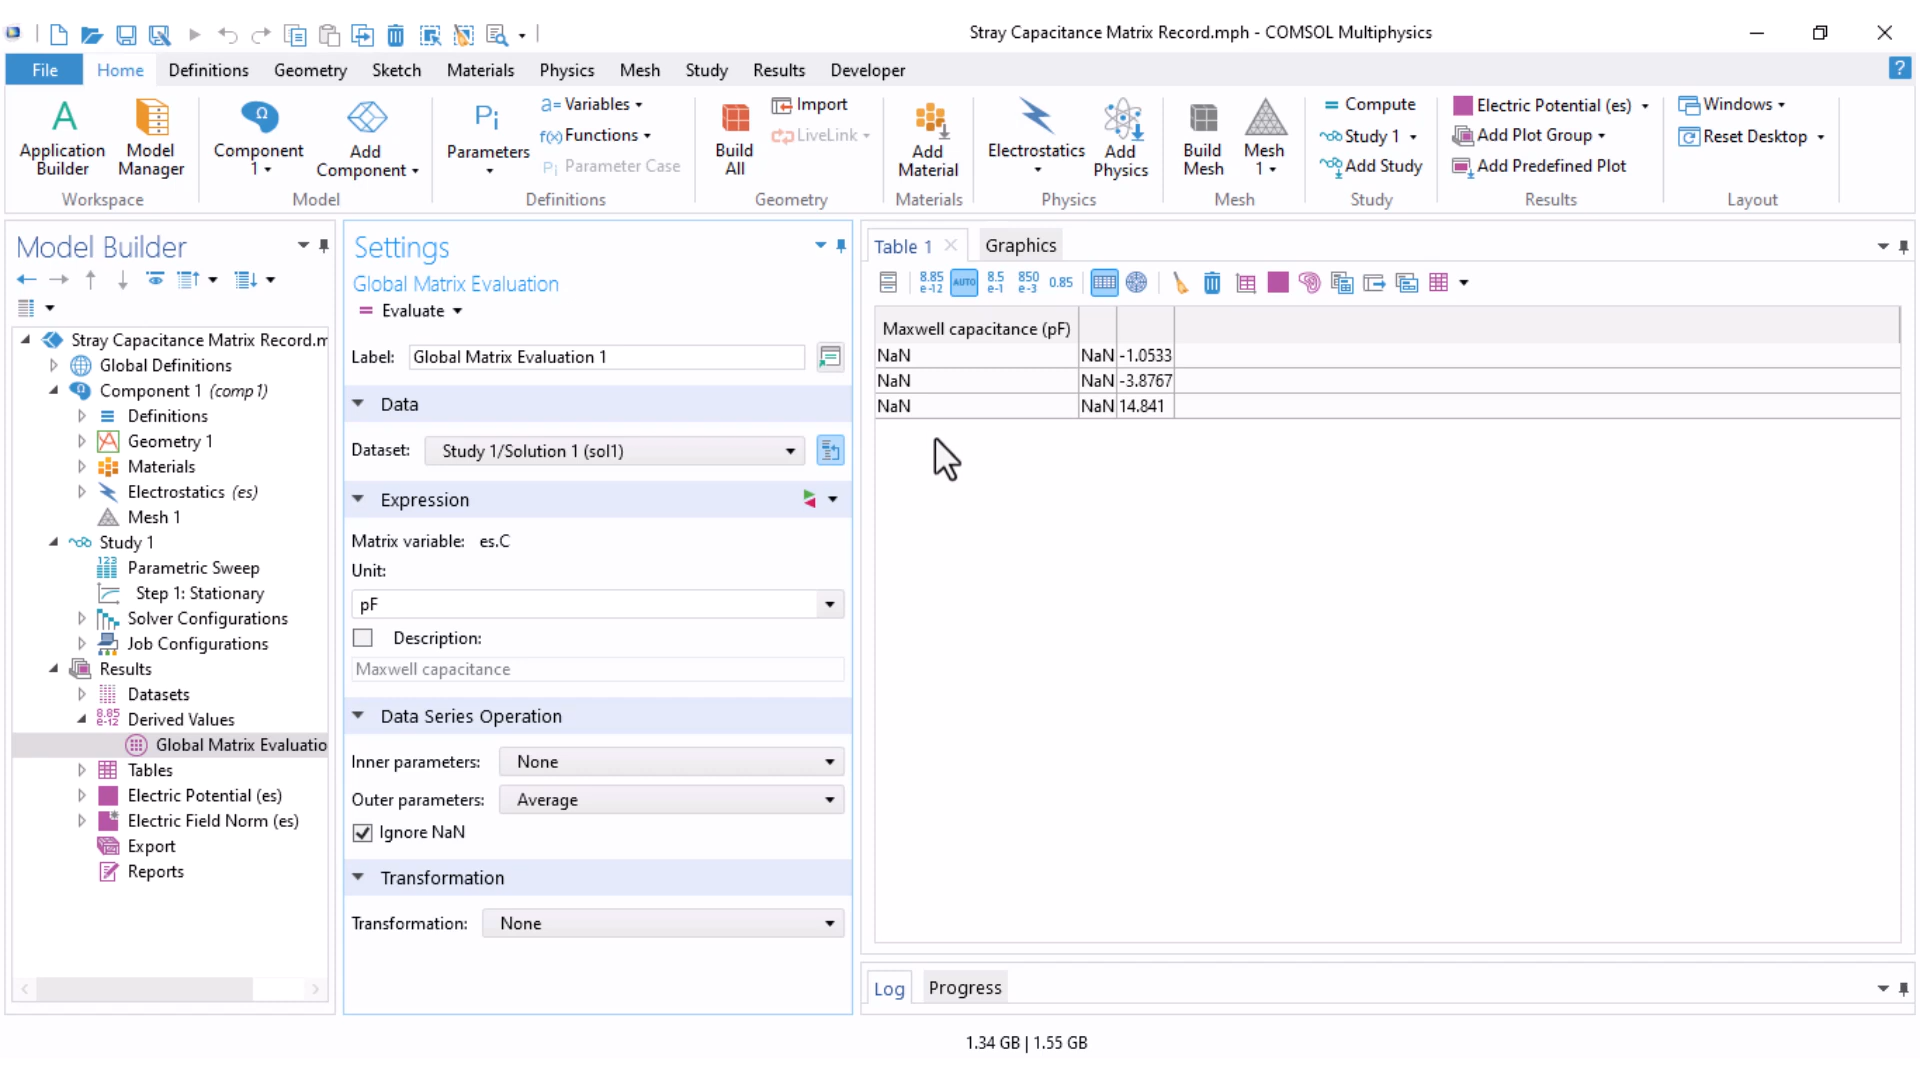 Stray Capacitance Matrix Record.mph - COMSOL Multiphysics
File Home Definitions Geometry Sketch Materials Physics Mesh Study Results Developer ?
Application Builder
Model Manager
Workspace
Component 1
Add Component
Model
Parameters
a= Variables
f(x) Functions
Pi Parameter Case
Definitions
Build All
Import
LiveLink
Geometry
Add Material
Materials
Electrostatics
Add Physics
Physics
Build Mesh
Mesh 1
Mesh
= Compute
Study 1
Add Study
Study
Electric Potential (es)
Add Plot Group
Add Predefined Plot
Results
Windows
Reset Desktop
Layout
Model Builder
Stray Capacitance Matrix Record.m
Global Definitions
Component 1 (comp1)
Definitions
Geometry 1
Materials
Electrostatics (es)
Mesh 1
Study 1
Parametric Sweep
Step 1: Stationary
Solver Configurations
Job Configurations
Results
Datasets
8.85 e-12 Derived Values
Global Matrix Evaluatio
Tables
Electric Potential (es)
Electric Field Norm (es)
Export
Reports
Settings
Global Matrix Evaluation
= Evaluate
Label: Global Matrix Evaluation 1
Data
Dataset: Study 1/Solution 1 (sol1)
Expression
Matrix variable: es.C
Unit:
pF
Description:
Maxwell capacitance
Data Series Operation
Inner parameters: None
Outer parameters: Average
Ignore NaN
Transformation
Transformation: None
Table 1 Graphics
8.85 e-12 AUTO 8.5 e-1 850 e-3 0.85
Maxwell capacitance (pF)
NaN NaN -1.0533
NaN NaN -3.8767
NaN NaN 14.841
Log Progress
1.34 GB | 1.55 GB